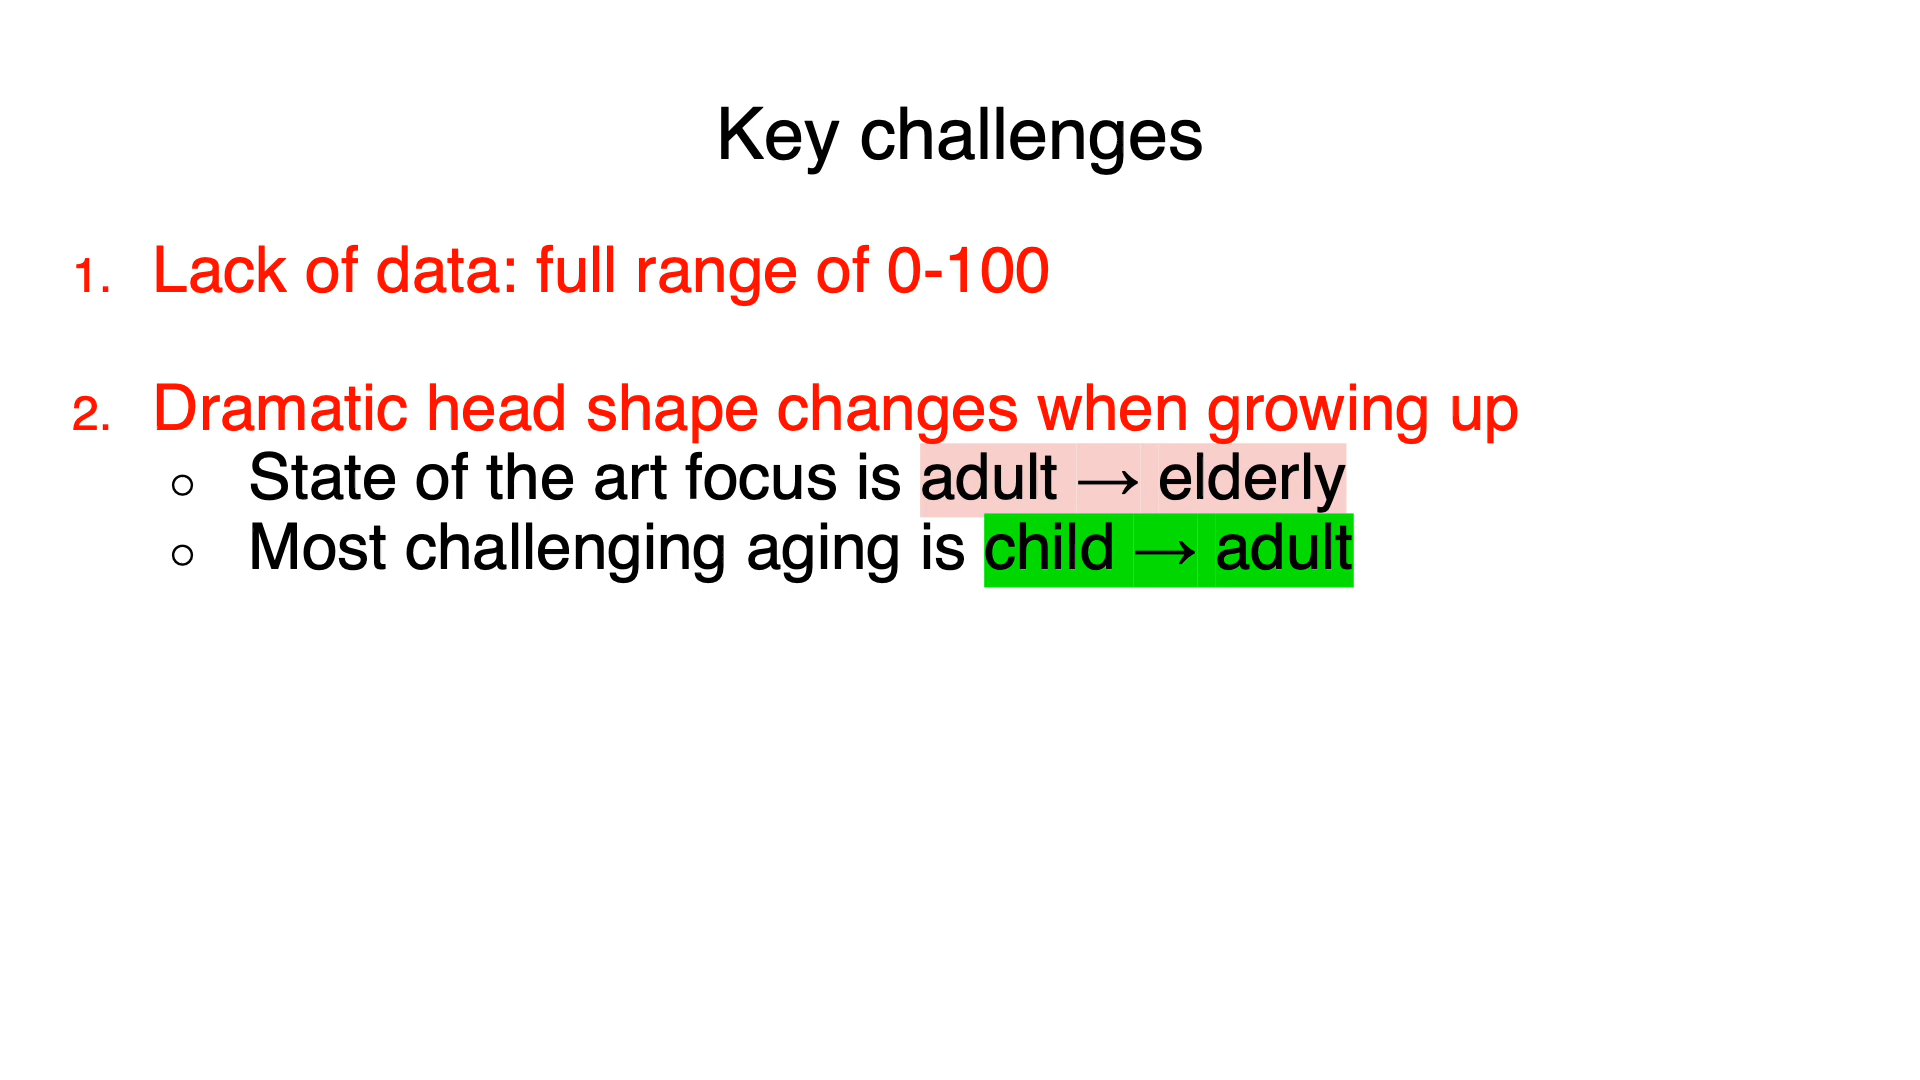 Key challenges
1. Lack of data: full range of 0-100
2. Dramatic head shape changes when growing up
○ State of the art focus is adult → elderly
○ Most challenging aging is child → adult